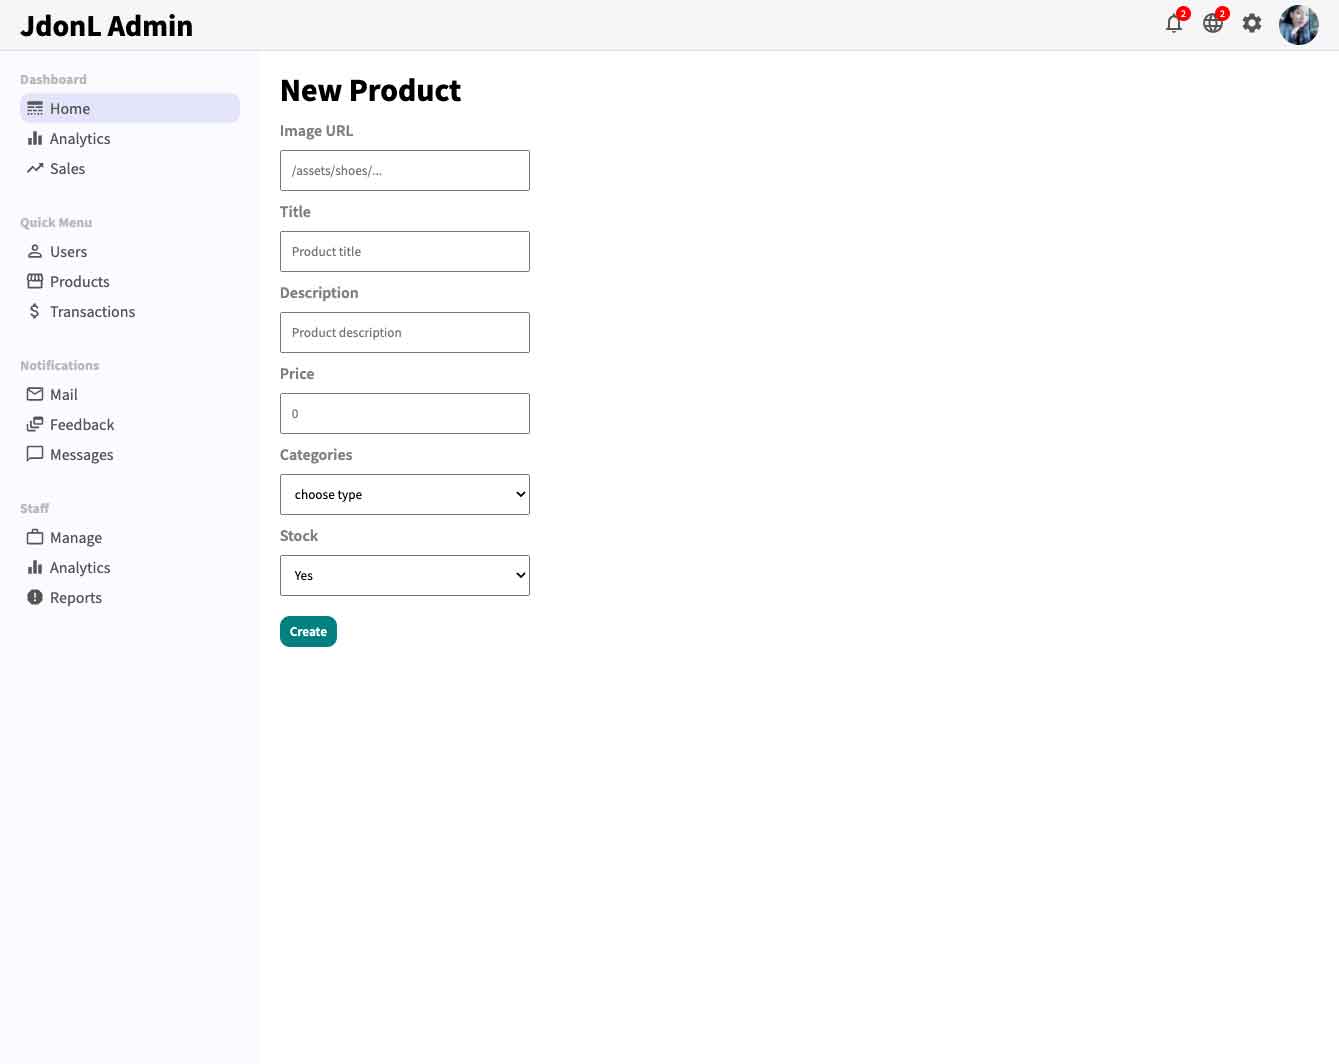 JdonL Admin
2
2
Dashboard
Home
Analytics
Sales
Quick Menu
Users
Products
Transactions
Notifications
Mail
Feedback
Messages
Staff
Manage
Analytics
Reports
New Product
Image URL
/assets/shoes/...
Title
Product title
Description
Product description
Price
0
Categories
choose type
Stock
Yes
Create